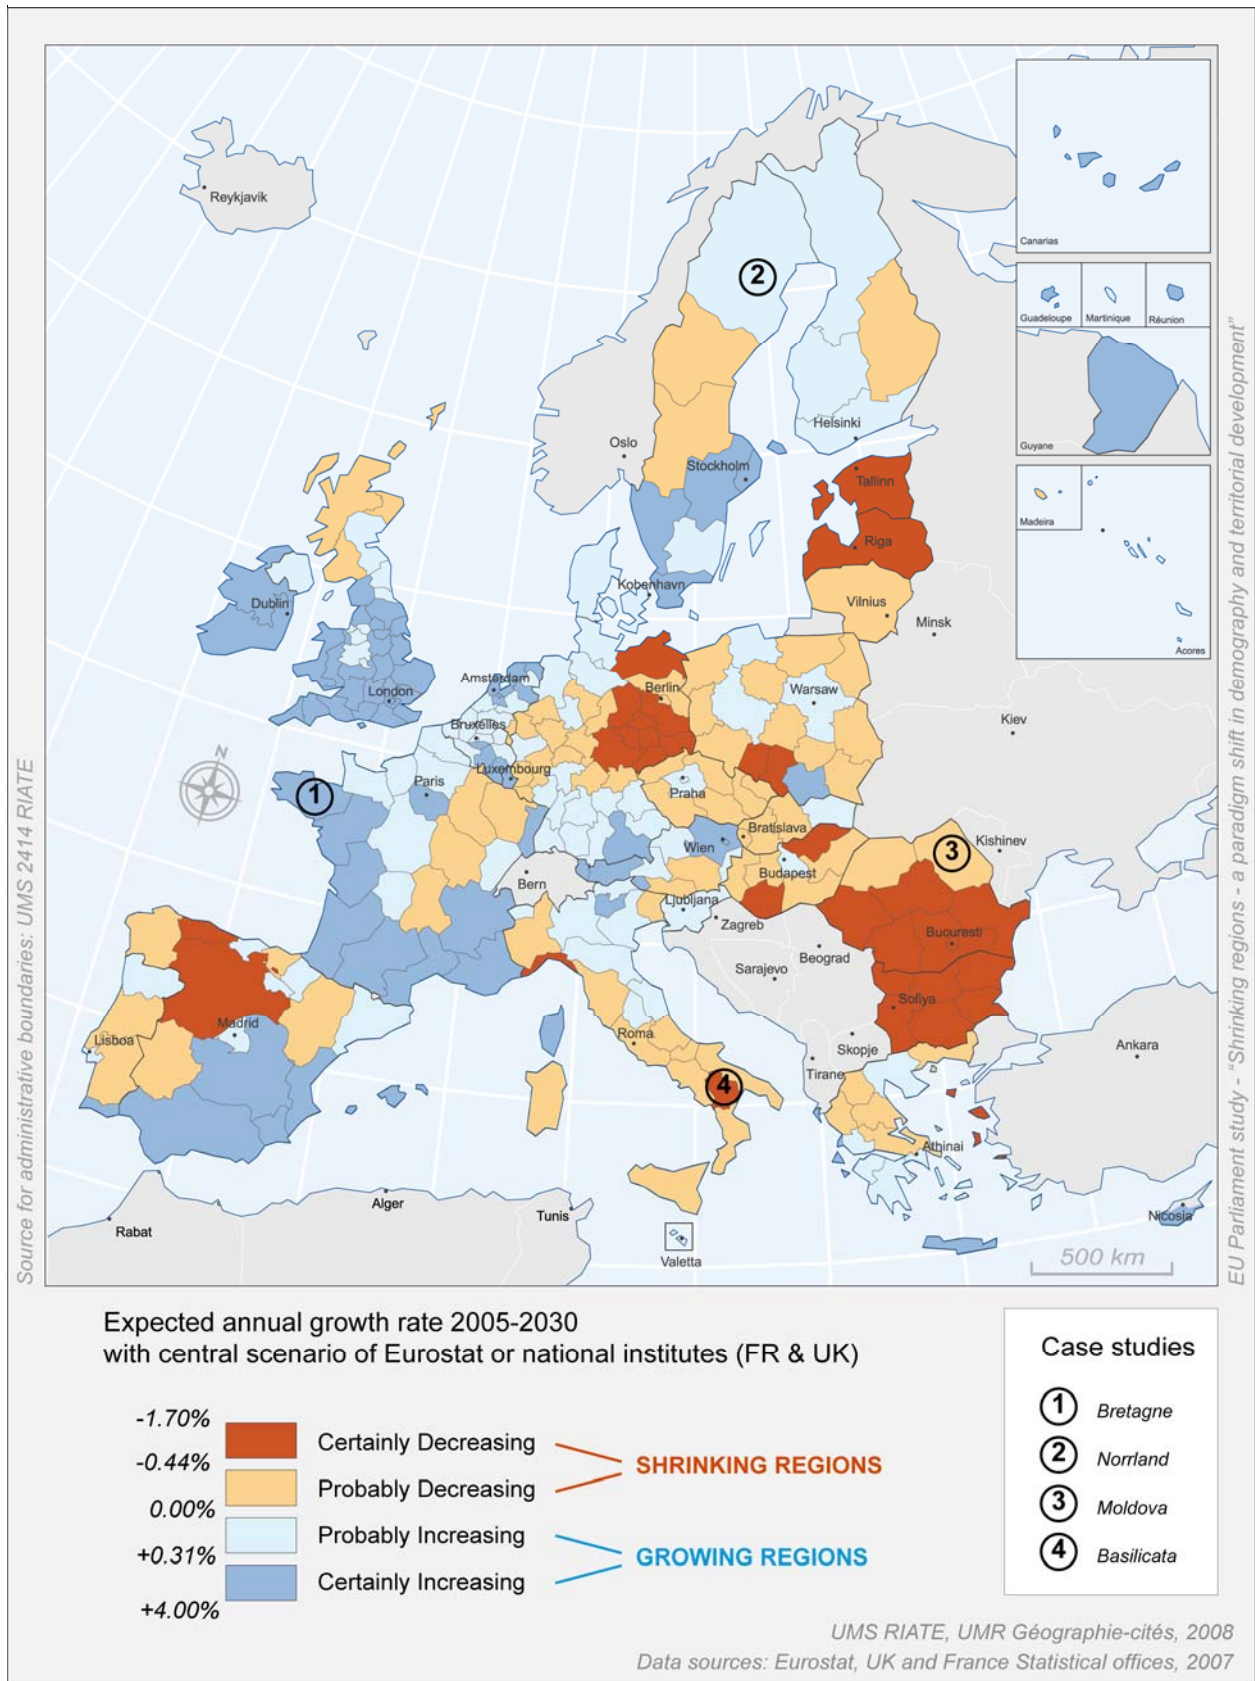 Reykjavik
Canarias
Guadeloupe
Martinique
Réunion
Guyane
Madeira
Acores
2
Oslo
Helsinki
Stockholm
Tallinn
Riga
Kobenhavn
Vilnius
Minsk
Dublin
London
Amsterdam
Berlin
Warsaw
Bruxelles
Kiev
Luxembourg
Paris
Praha
N
1
Bratislava
Wien
Kishinev
3
Budapest
Bern
Ljubljana
Zagreb
Bucuresti
Beograd
Sarajevo
Sofiya
Madrid
Lisboa
Roma
Skopje
Ankara
Tirane
4
Athinai
Alger
Tunis
Rabat
Nicosia
Valetta
500 km
Source for administrative boundaries: UMS 2414 RIATE
EU Parliament study - "Shrinking regions - a paradigm shift in demography and territorial development"
Expected annual growth rate 2005-2030
with central scenario of Eurostat or national institutes (FR & UK)
-1.70%
Certainly Decreasing
-0.44%
SHRINKING REGIONS
Probably Decreasing
0.00%
Probably Increasing
+0.31%
GROWING REGIONS
Certainly Increasing
+4.00%
Case studies
1 Bretagne
2 Norrland
3 Moldova
4 Basilicata
UMS RIATE, UMR Géographie-cités, 2008
Data sources: Eurostat, UK and France Statistical offices, 2007